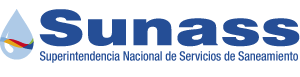 Sunass
Superintendencia Nacional de Servicios de Saneamiento